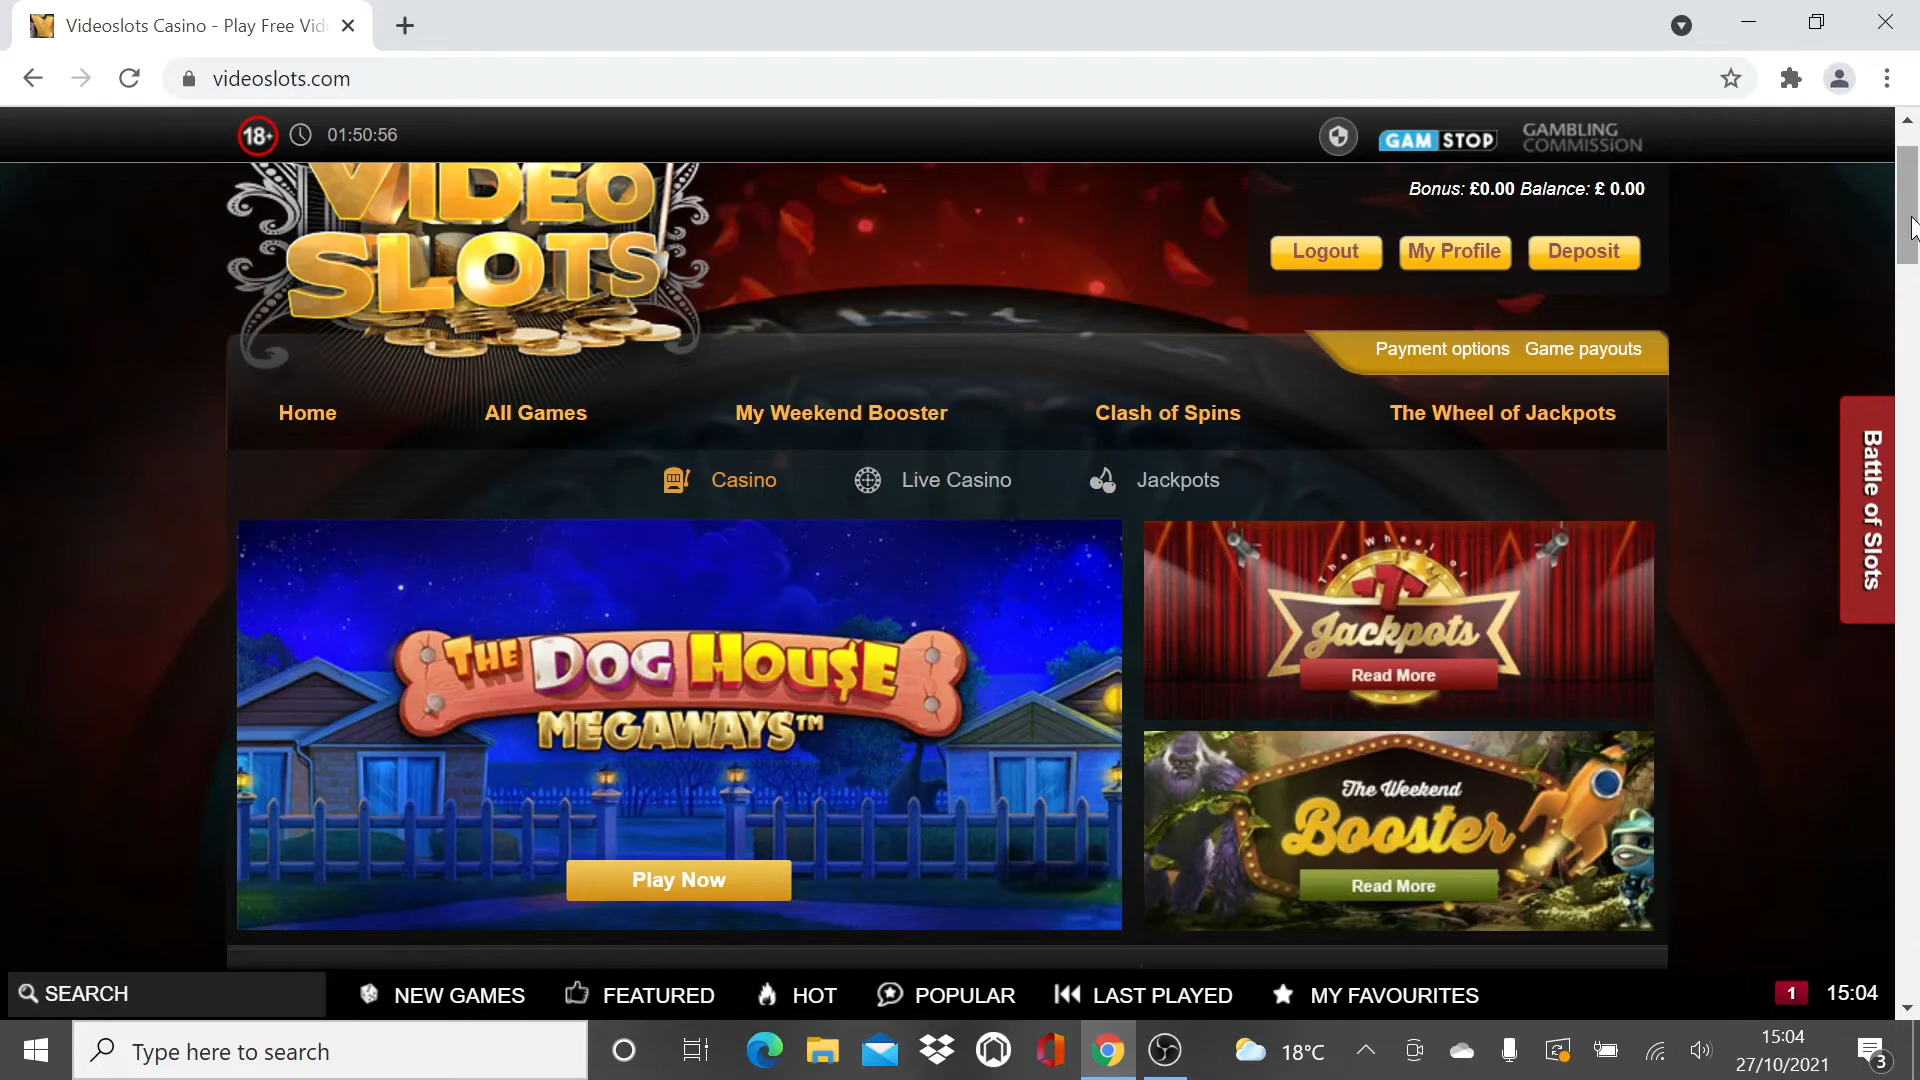 Videoslots Casino - Play Free Vid
videoslots.com
18+ 01:50:56
GAMSTOP
GAMBLING
COMMISSION
VIDEO
SLOTS
Bonus: £0.00 Balance: £ 0.00
Logout My Profile Deposit
Payment options Game payouts
Home All Games My Weekend Booster Clash of Spins The Wheel of Jackpots
Casino Live Casino Jackpots
Battle of Slots
THE DOG HOU$E
MEGAWAYS™
Play Now
The Wheel of
Jackpots
Read More
The Weekend
Booster
Read More
SEARCH NEW GAMES FEATURED HOT POPULAR LAST PLAYED MY FAVOURITES 1 15:04
Type here to search 18°C 15:04
27/10/2021
3